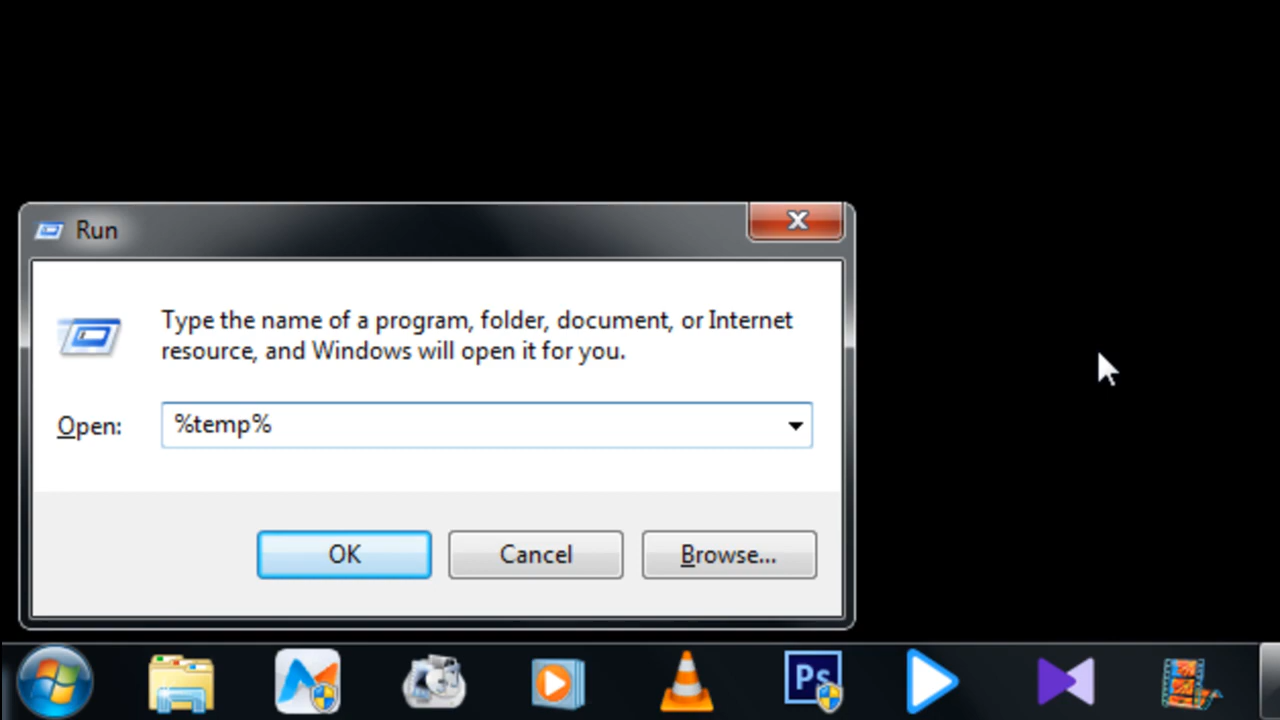 Run
Type the name of a program, folder, document, or Internet
resource, and Windows will open it for you.
Open: %temp%
OK Cancel Browse...
Ps